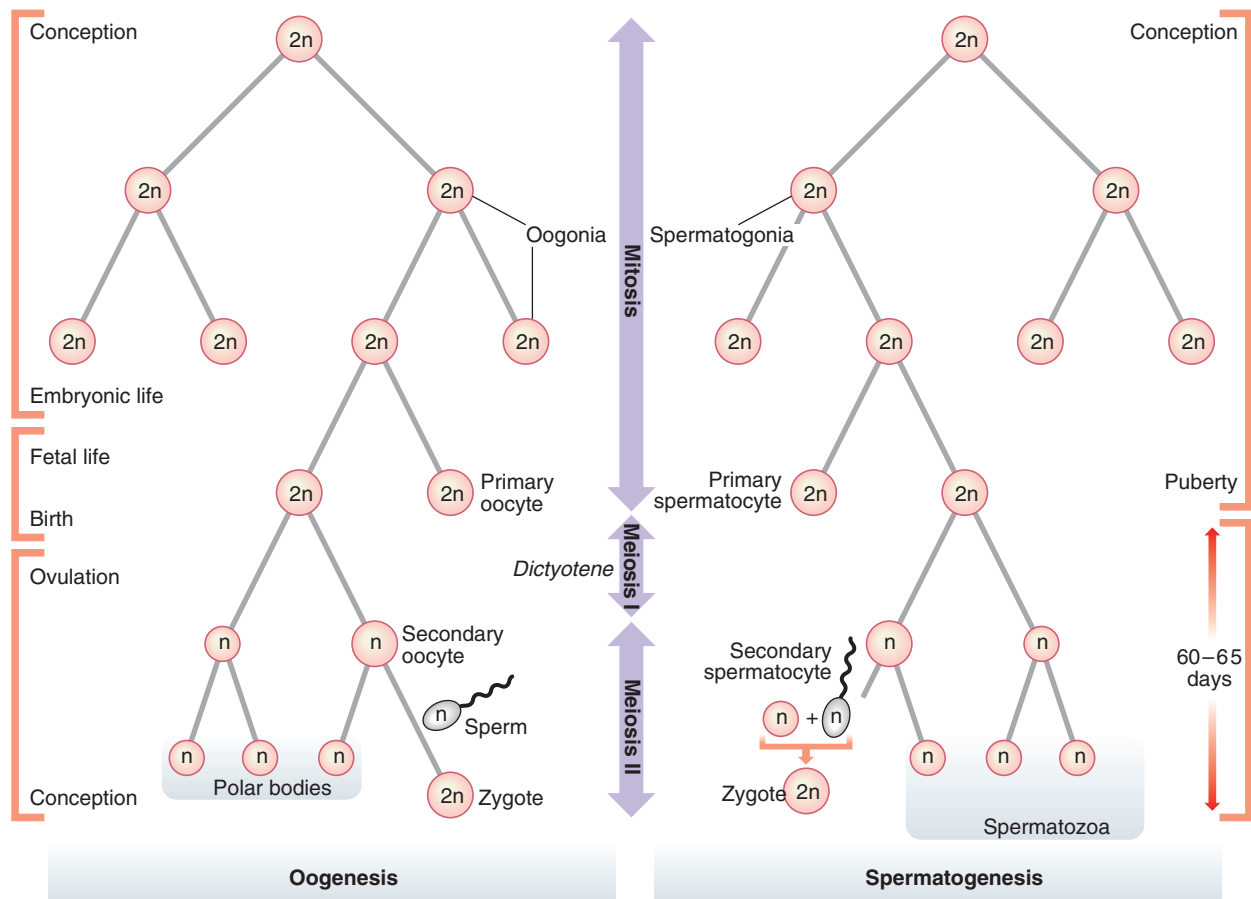 Conception
2n
2n
Conception
2n
2n
2n
2n
Oogonia
Spermatogonia
Mitosis
2n
2n
2n
2n
2n
2n
2n
2n
Embryonic life
Fetal life
Birth
2n
2n
Primary
oocyte
Primary
spermatocyte
2n
2n
Puberty
Ovulation
Dictyotene
Meiosis I
n
n
Secondary
oocyte
Secondary
spermatocyte
n
n
60–65
days
n
Sperm
Meiosis II
n
+
n
n
n
n
Polar bodies
n
n
n
Conception
2n
Zygote
Zygote
2n
Spermatozoa
Oogenesis
Spermatogenesis